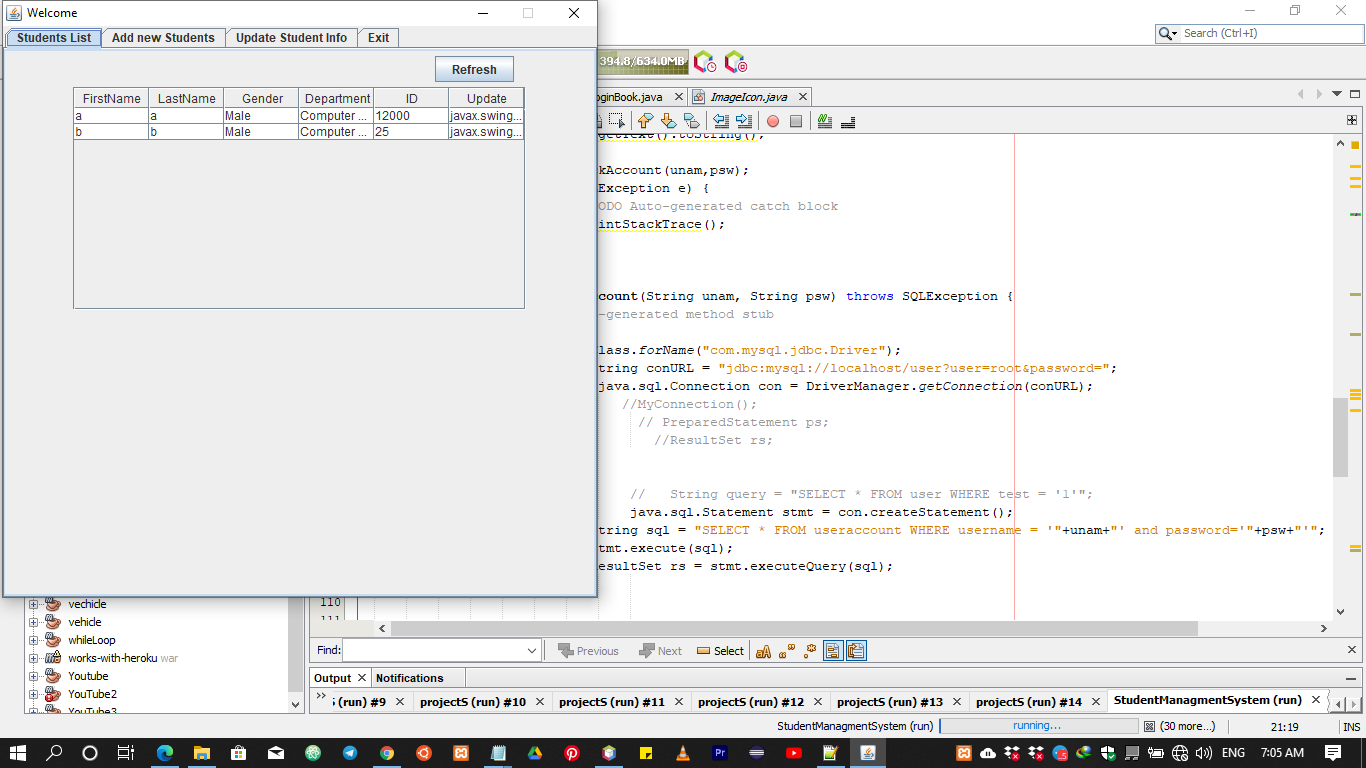 Welcome
Students List Add new Students Update Student Info Exit
Refresh
FirstName LastName Gender Department ID Update
a a Male Computer ... 12000 javax.swing...
b b Male Computer ... 25 javax.swing...
Search (Ctrl+I)
394.8/634.0MB
oginBook.java ImageIcon.java
getText().toString();
kAccount(unam,psw);
Exception e) {
ODO Auto-generated catch block
intStackTrace();
count(String unam, String psw) throws SQLException {
-generated method stub
lass.forName("com.mysql.jdbc.Driver");
tring conURL = "jdbc:mysql://localhost/user?user=root&password=";
java.sql.Connection con = DriverManager.getConnection(conURL);
//MyConnection();
// PreparedStatement ps;
//ResultSet rs;
// String query = "SELECT * FROM user WHERE test = '1'";
java.sql.Statement stmt = con.createStatement();
tring sql = "SELECT * FROM useraccount WHERE username = '"+unam+"' and password='"+psw+"'";
tmt.execute(sql);
esultSet rs = stmt.executeQuery(sql);
110
111
vechicle
vehicle
whileLoop
works-with-heroku war
Youtube
YouTube2
YouTube3
Find: Previous Next Select
Output Notifications
S (run) #9 projectS (run) #10 projectS (run) #11 projectS (run) #12 projectS (run) #13 projectS (run) #14 StudentManagmentSystem (run)
StudentManagmentSystem (run) running... (30 more...) 21:19 INS
ENG 7:05 AM